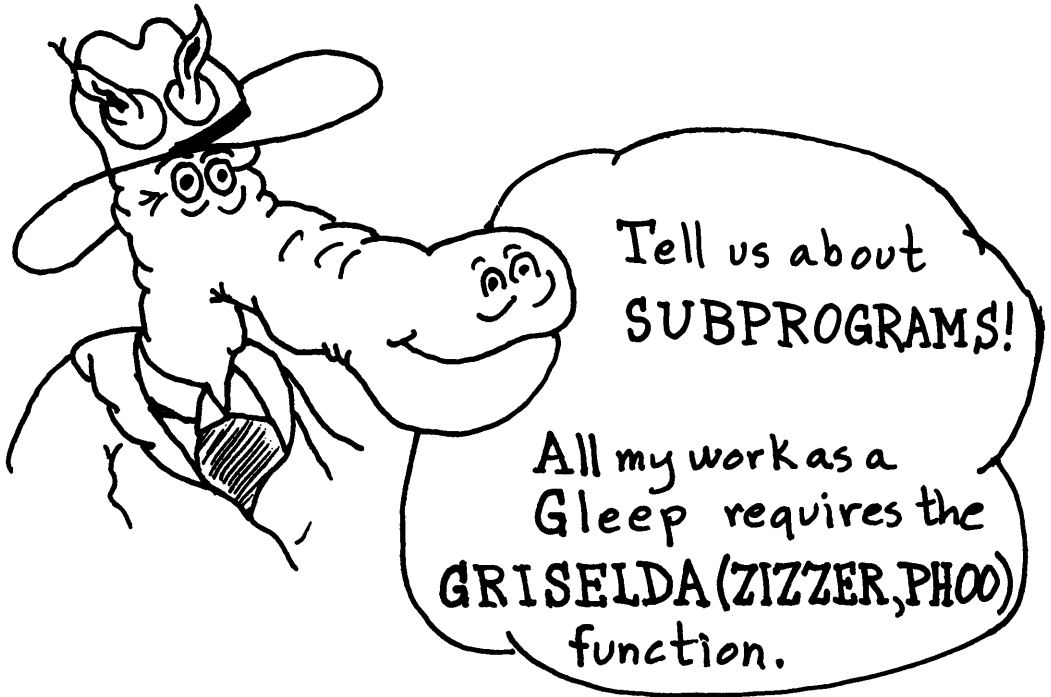 Tell us about
SUBPROGRAMS!
All my work as a
Gleep requires the
GRISELDA(ZIZZER,PHOO)
function.